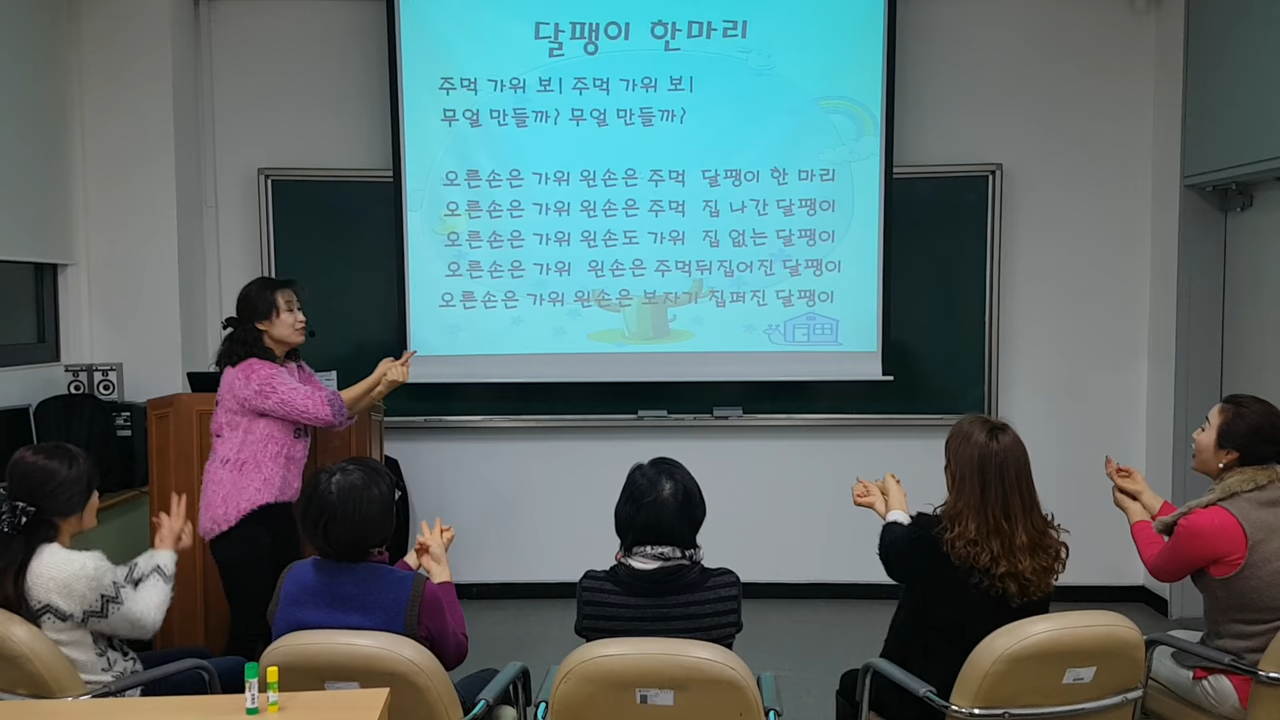 달팽이 한마리
주먹 가위 보! 주먹 가위 보!
무얼 만들까? 무얼 만들까?
오른손은 가위 왼손은 주먹 달팽이 한 마리
오른손은 가위 왼손은 주먹 집 나간 달팽이
오른손은 가위 왼손도 가위 집 없는 달팽이
오른손은 가위 왼손은 주먹뒤집어진 달팽이
오른손은 가위 왼손은 보자기 집퍼진 달팽이